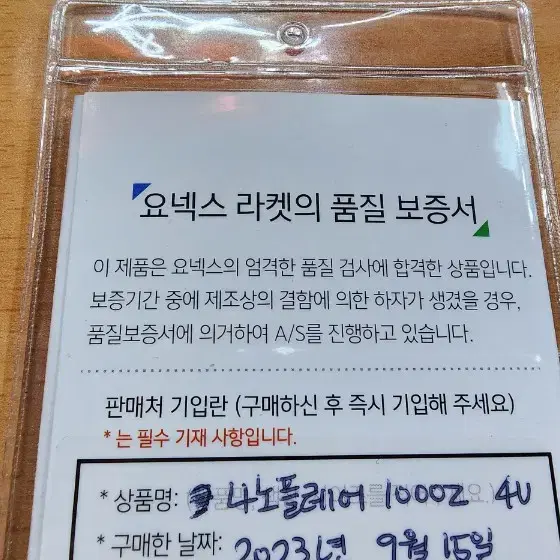 요넥스 라켓의 품질 보증서
이 제품은 요넥스의 엄격한 품질 검사에 합격한 상품입니다.
보증기간 중에 제조상의 결함에 의한 하자가 생겼을 경우,
품질보증서에 의거하여 A/S를 진행하고 있습니다.
판매처 기입란 (구매하신 후 즉시 기입해 주세요)
* 는 필수 기재 사항입니다.
* 상품명: 나노플레어 1000Z 4U
* 구매한 날짜: 2023년 9월 15일